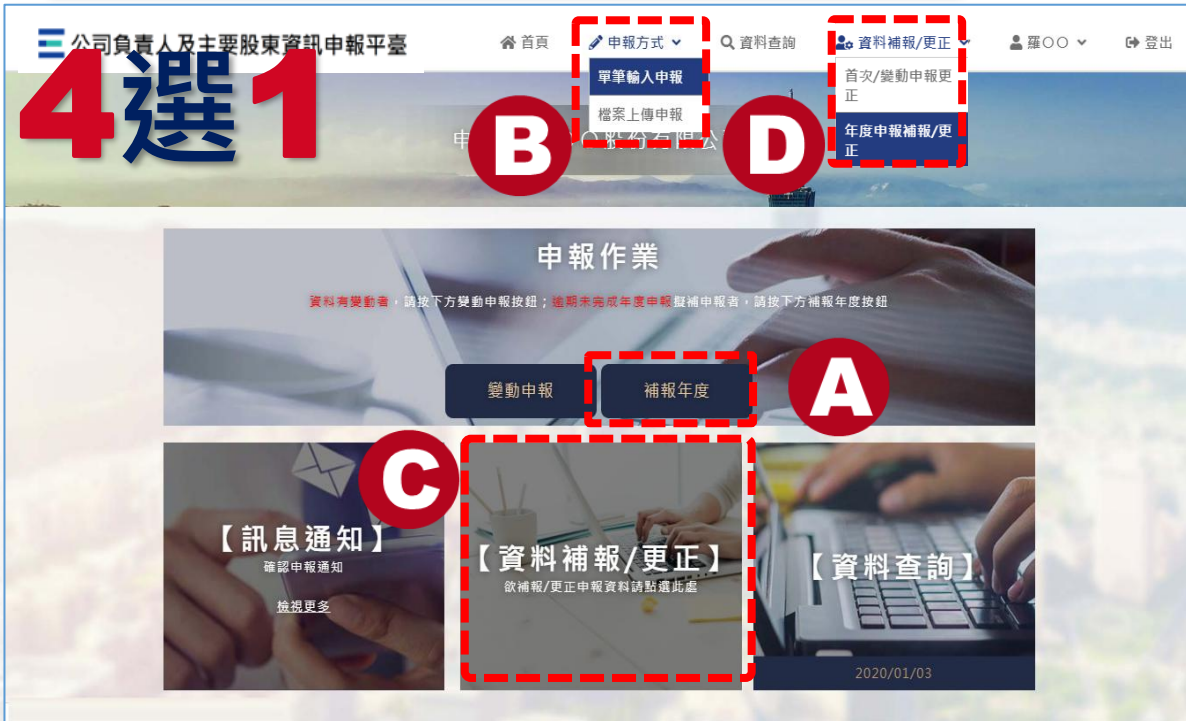 公司負責人及主要股東資訊申報平臺
首頁
申報方式
資料查詢
資料補報/更正
羅○○
登出
4選1
單筆輸入申報
檔案上傳申報
首次/變動申報更
正
年度申報補報/更
正
B
D
股份有限公
申報作業
資料有變動者，請按下方變動申報按鈕；逾期未完成年度申報擬補申報者，請按下方補報年度按鈕
變動申報
補報年度
A
C
【訊息通知】
確認申報通知
檢視更多
【資料補報/更正】
欲補報/更正申報資料請點選此處
【資料查詢】
2020/01/03